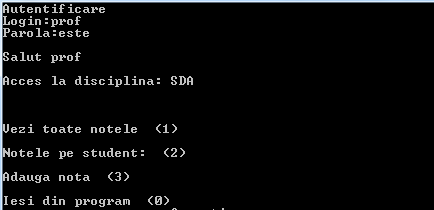 Autentificare
Login:prof
Parola:este
Salut prof
Acces la disciplina: SDA
Vezi toate notele  (1)
Notele pe student:  (2)
Adauga nota  (3)
Iesi din program  (0)